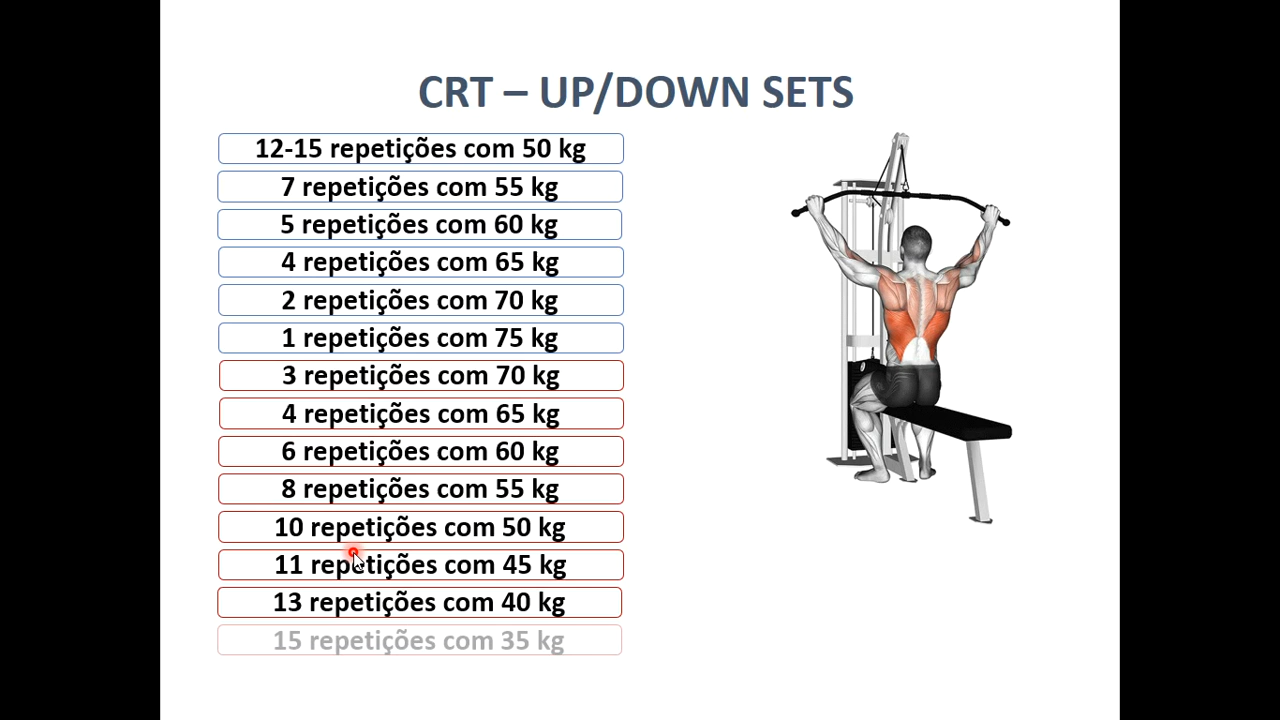 CRT – UP/DOWN SETS
12-15 repetições com 50 kg
7 repetições com 55 kg
5 repetições com 60 kg
4 repetições com 65 kg
2 repetições com 70 kg
1 repetições com 75 kg
3 repetições com 70 kg
4 repetições com 65 kg
6 repetições com 60 kg
8 repetições com 55 kg
10 repetições com 50 kg
11 repetições com 45 kg
13 repetições com 40 kg
15 repetições com 35 kg